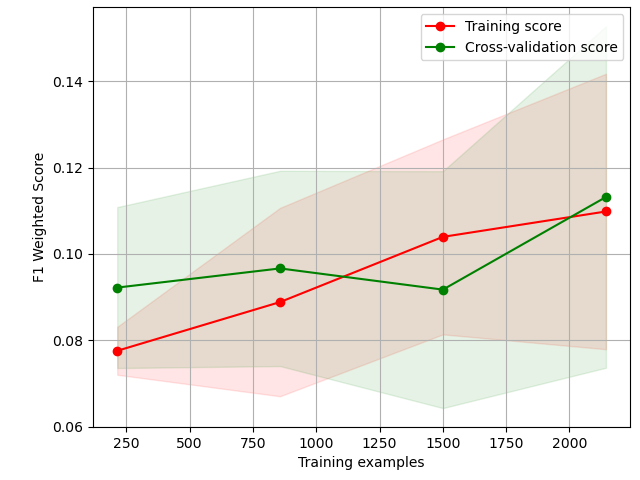 Training score
Cross-validation score
F1 Weighted Score
0.14
0.12
0.10
0.08
0.06
250 500 750 1000 1250 1500 1750 2000
Training examples